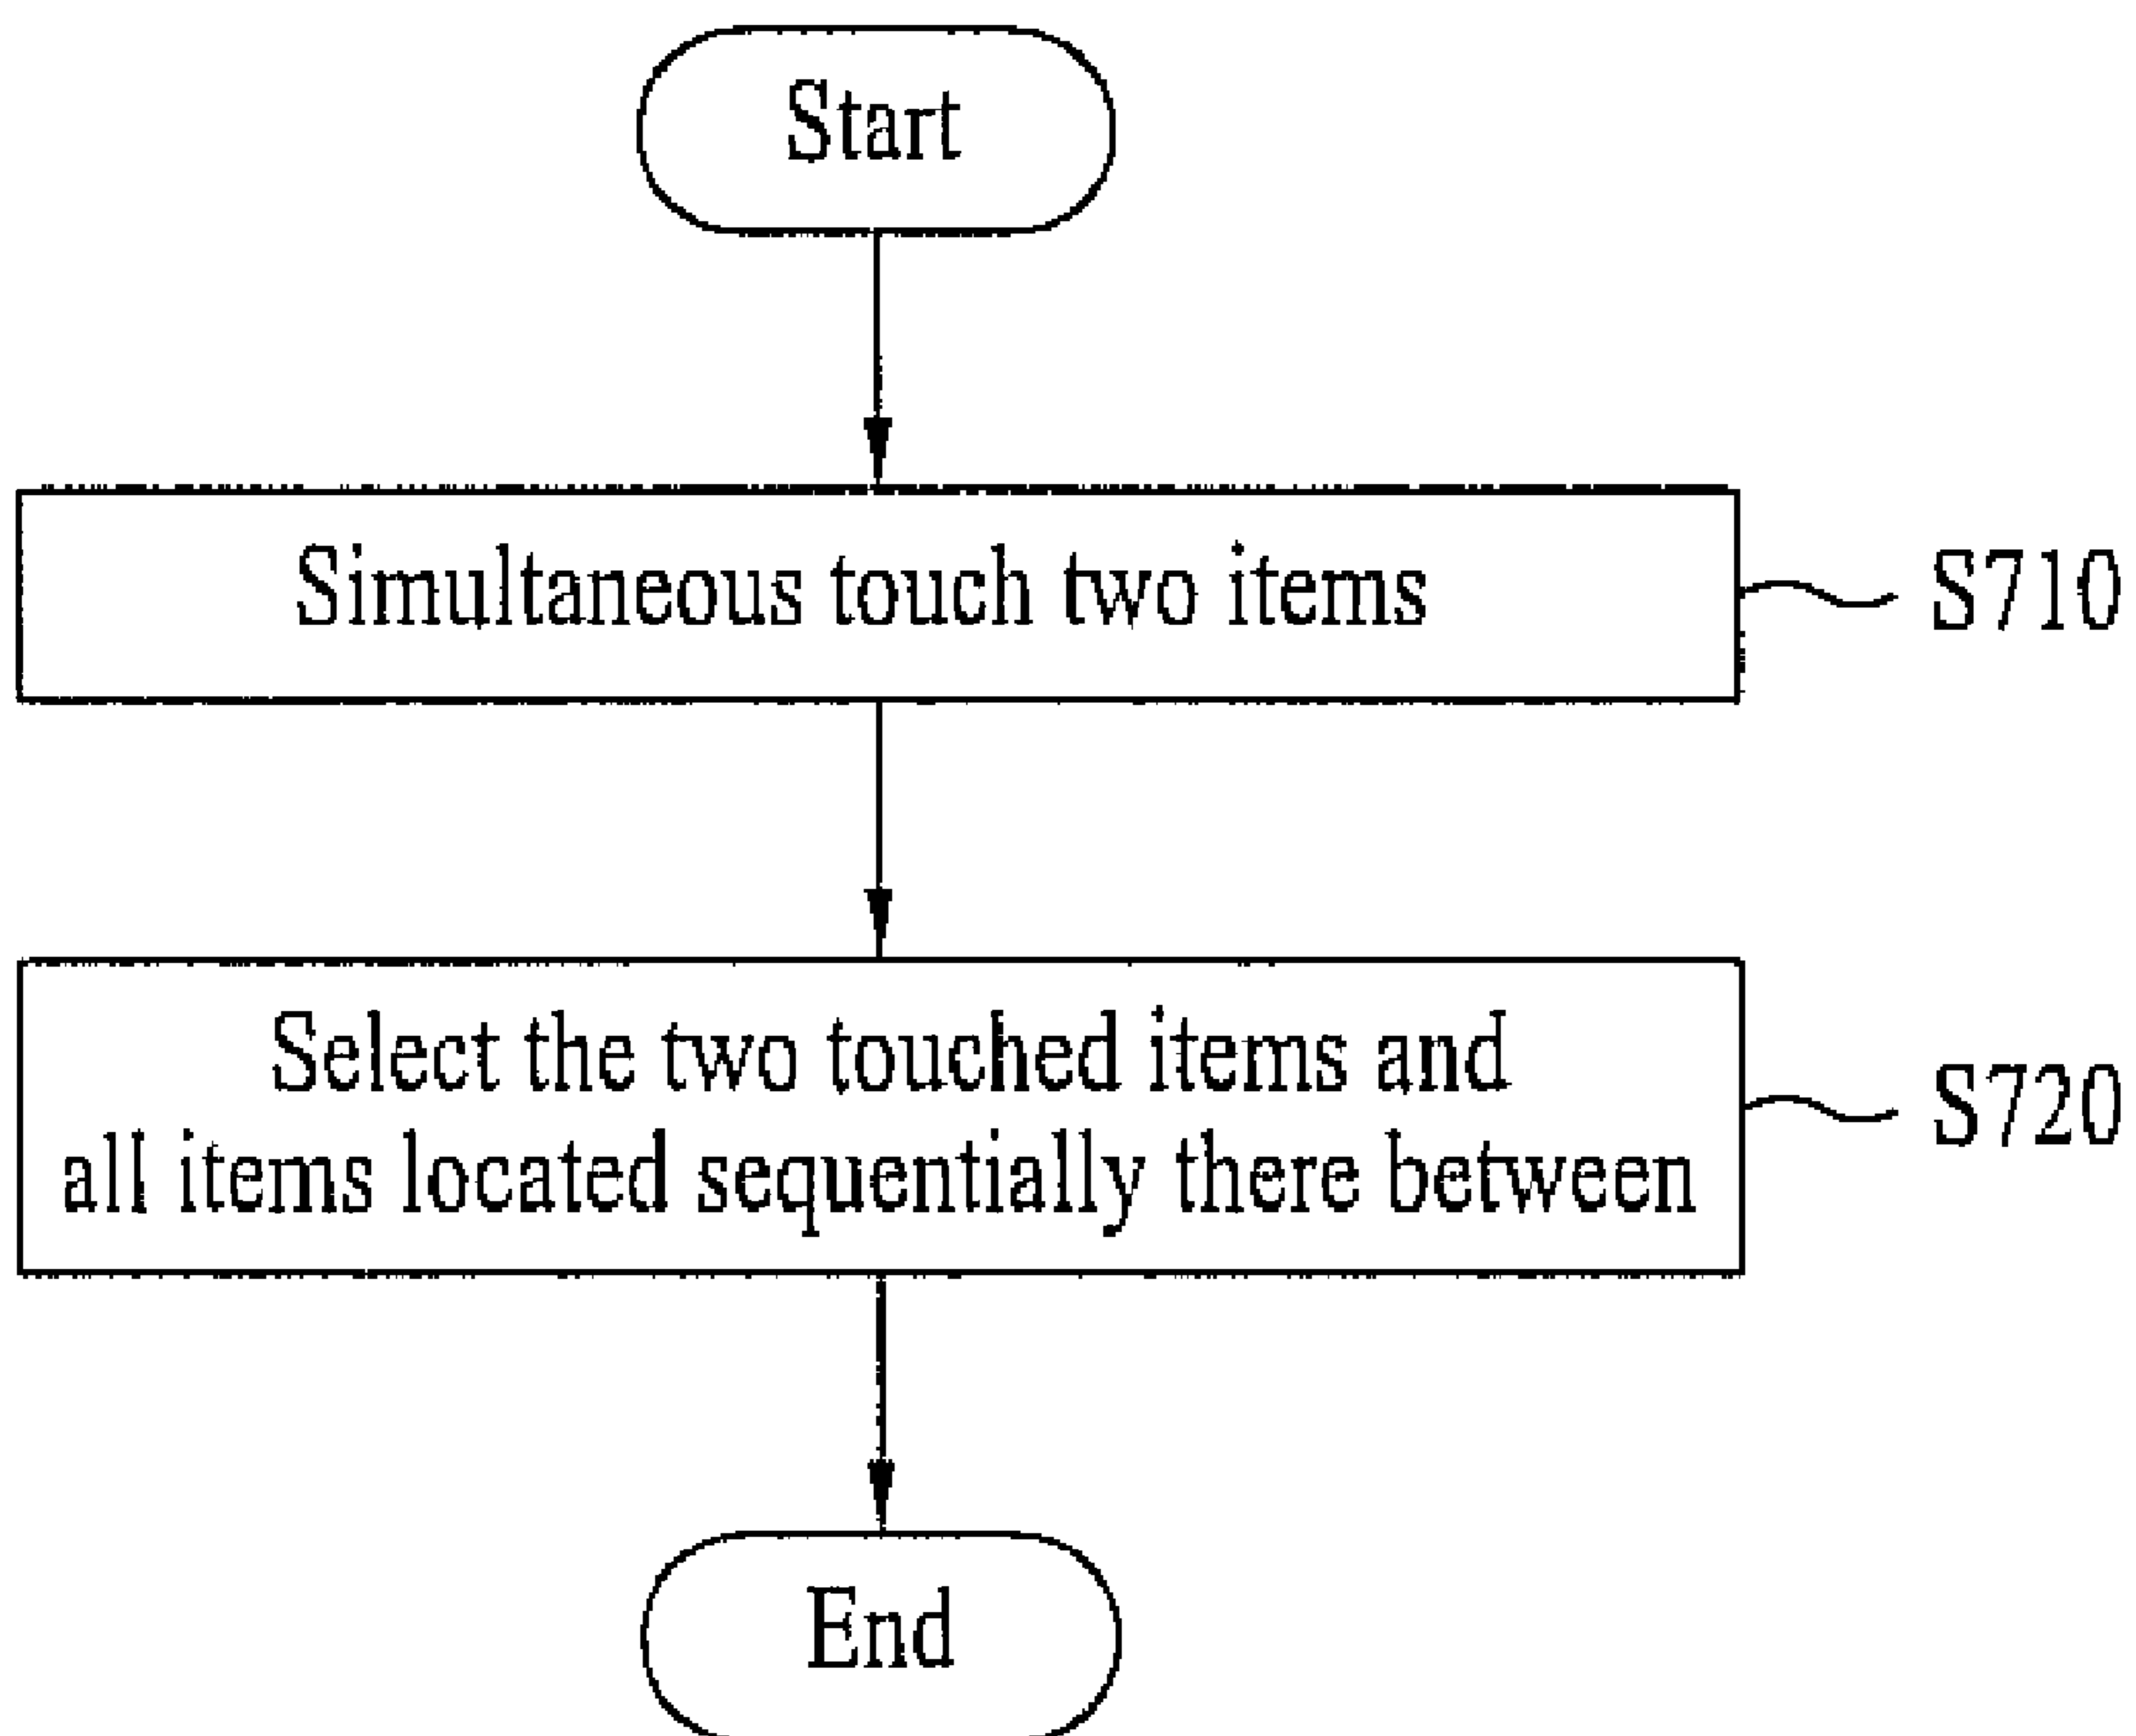 Start
Simultaneous touch two items
S710
Select the two touched items and
all items located sequentially there between
S720
End